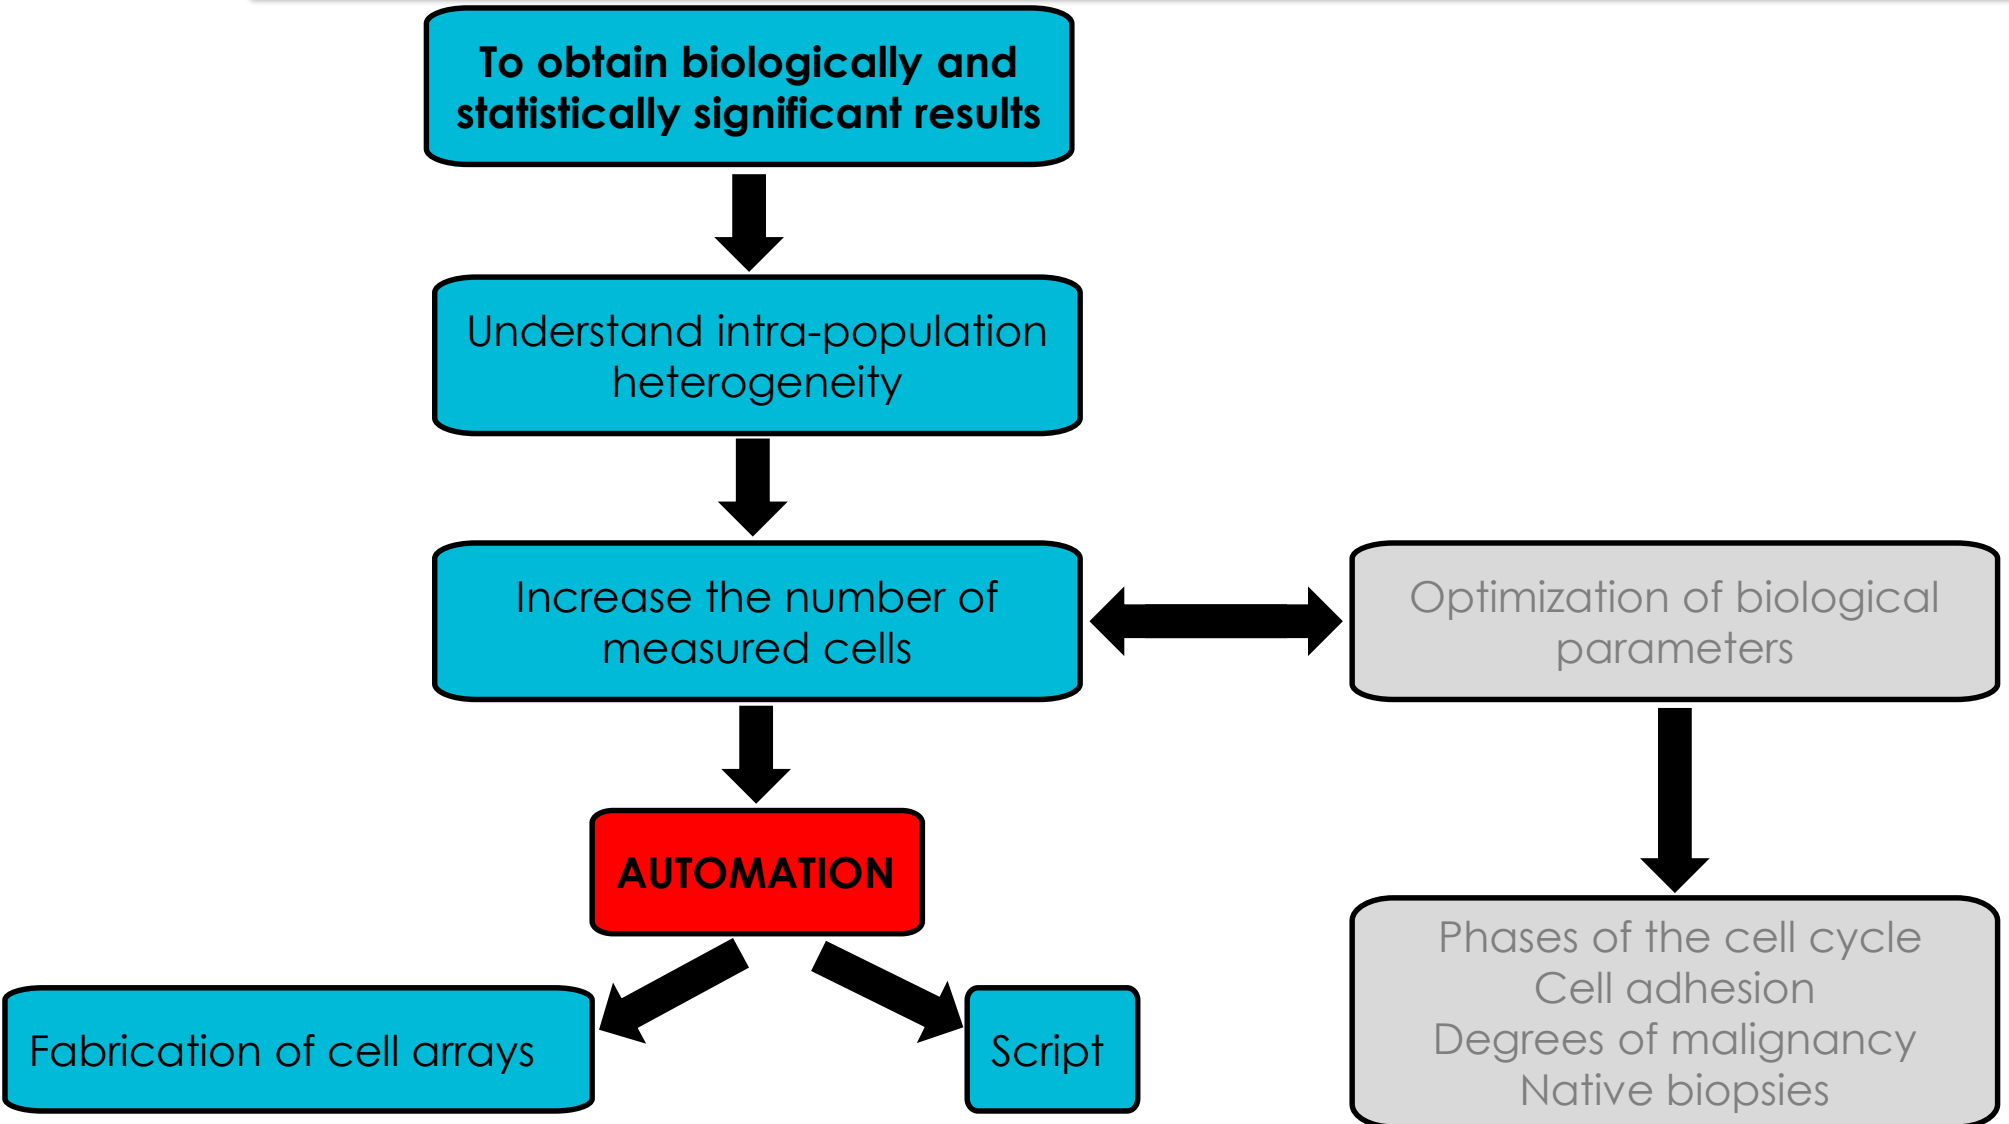 To obtain biologically and
statistically significant results
Understand intra-population
heterogeneity
Increase the number of
measured cells
Optimization of biological
parameters
AUTOMATION
Fabrication of cell arrays
Script
Phases of the cell cycle
Cell adhesion
Degrees of malignancy
Native biopsies